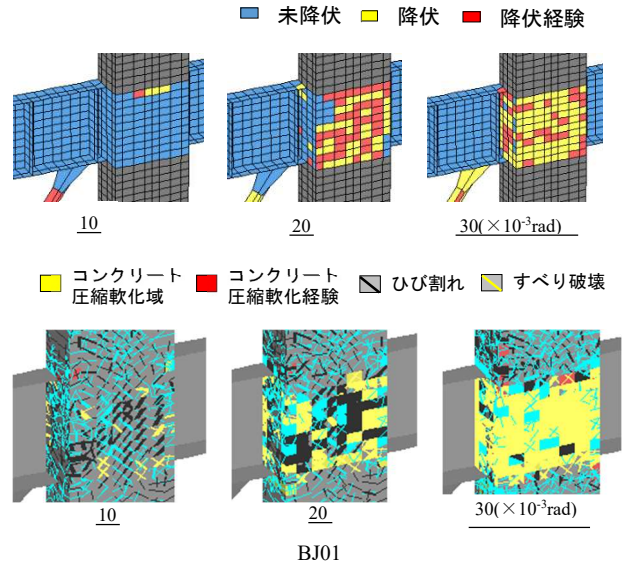 未降伏 降伏 降伏経験
10 20 30(×10⁻³rad)
コンクリート コンクリート ひび割れ すべり破壊
圧縮軟化域 圧縮軟化経験
10 20 30(×10⁻³rad)
BJ01